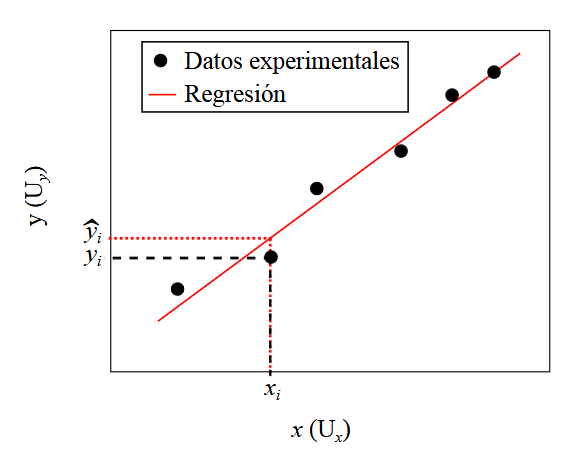 Datos experimentales
Regresión
y (Uy)
ŷi
yi
xi
x (Ux)